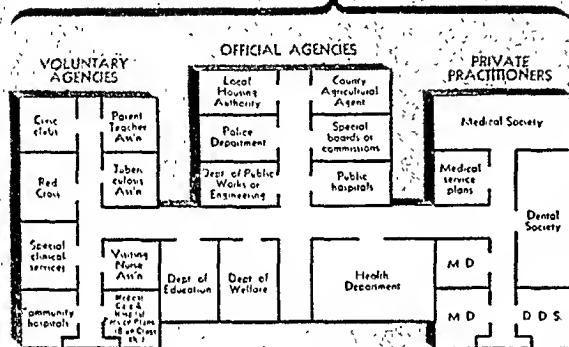 OFFICIAL AGENCIES
VOLUNTARY
AGENCIES
PRIVATE
PRACTITIONERS
Civic
clubs
Parent
Teacher
Ass'n
Local
Housing
Authority
County
Agricultural
Agent
Medical Society
Red
Cross
Tuber
culosis
Ass'n
Police
Department
Special
boards or
commissions
Medical
service
plans
Dept. of Public
Works or
Engineering
Public
hospitals
Dental
Society
Special
clinical
services
Visiting
Nurse
Ass'n
Dept of
Education
Dept of
Welfare
Health
Department
M D
Community
hospitals
Medical
Care &
Hospital
M D
D. D. S.